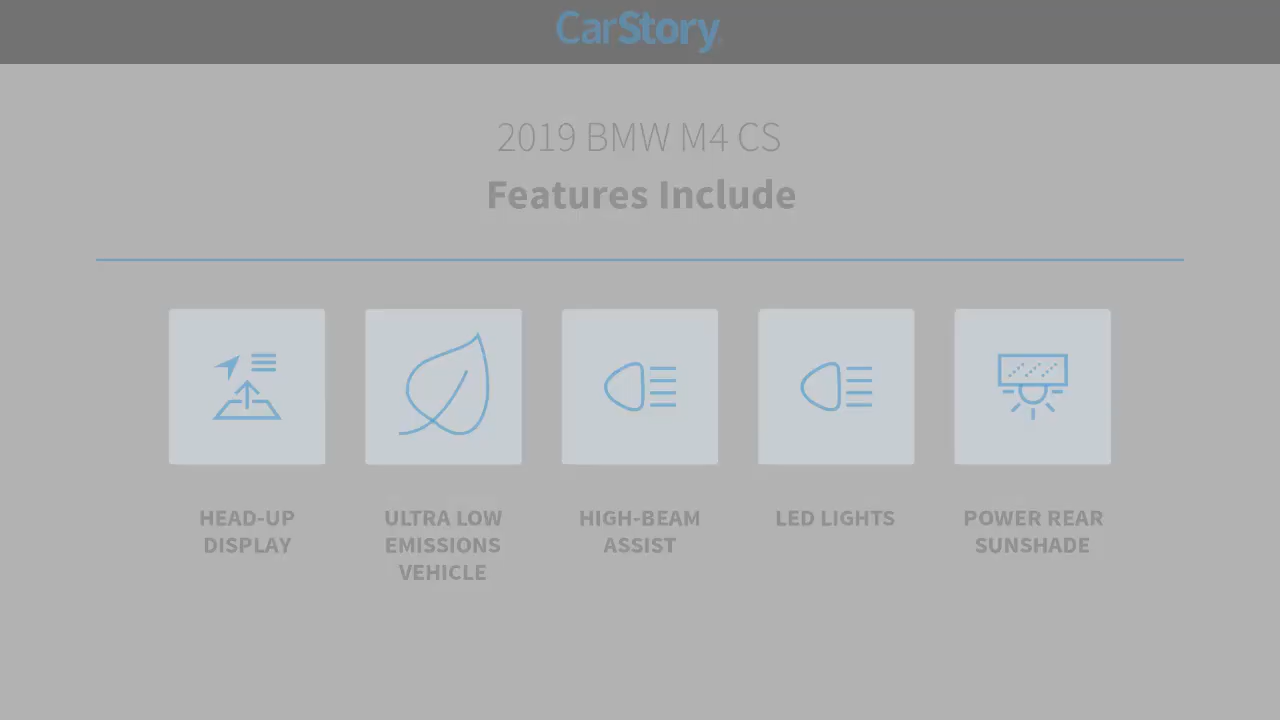 CarStory
2019 BMW M4 CS
Features Include
HEAD-UP
DISPLAY
ULTRA LOW
EMISSIONS
VEHICLE
HIGH-BEAM
ASSIST
LED LIGHTS
POWER REAR
SUNSHADE